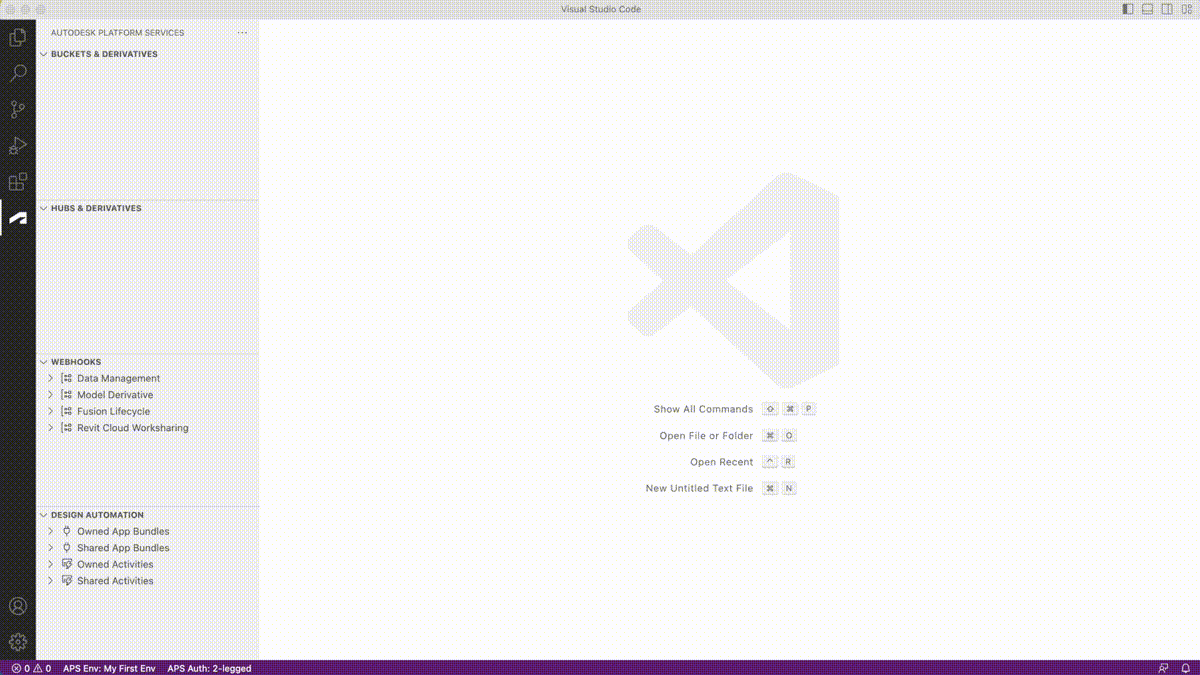 Visual Studio Code
AUTODESK PLATFORM SERVICES
BUCKETS & DERIVATIVES
HUBS & DERIVATIVES
WEBHOOKS
Data Management
Model Derivative
Fusion Lifecycle
Revit Cloud Worksharing
DESIGN AUTOMATION
Owned App Bundles
Shared App Bundles
Owned Activities
Shared Activities
Show All Commands ⇧ ⌘ P
Open File or Folder ⌘ O
Open Recent ^ R
New Untitled Text File ⌘ N
0 0 APS Env: My First Env APS Auth: 2-legged